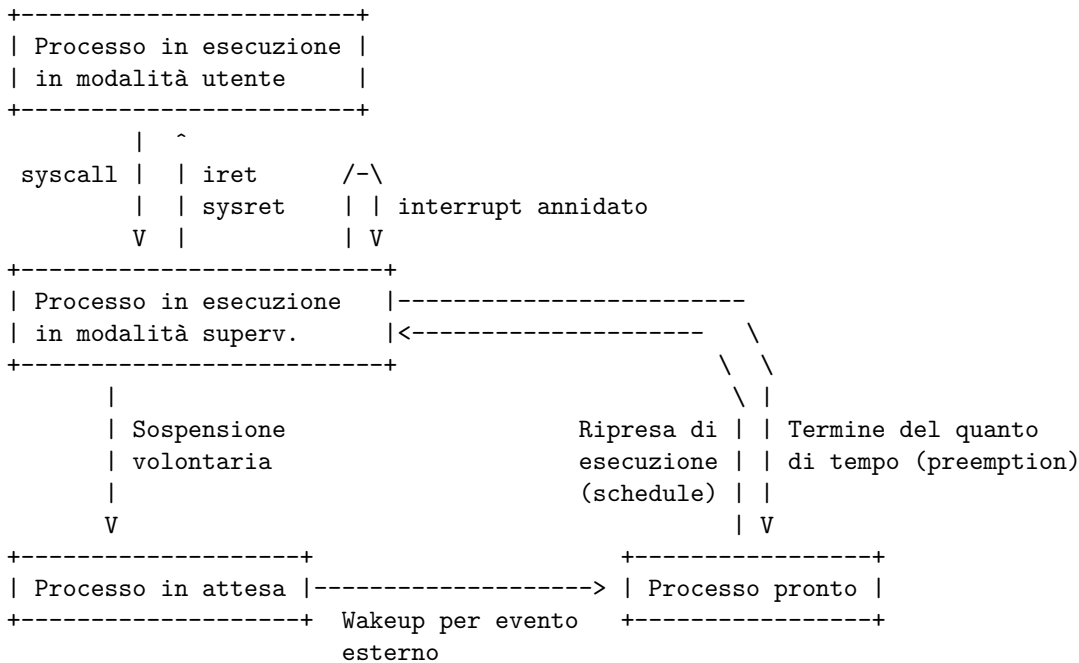 Processo in esecuzione
in modalità utente
syscall
iret
sysret
interrupt annidato
Processo in esecuzione
in modalità superv.
Sospensione
volontaria
Ripresa di
esecuzione
(schedule)
Termine del quanto
di tempo (preemption)
Processo in attesa
Processo pronto
Wakeup per evento
esterno